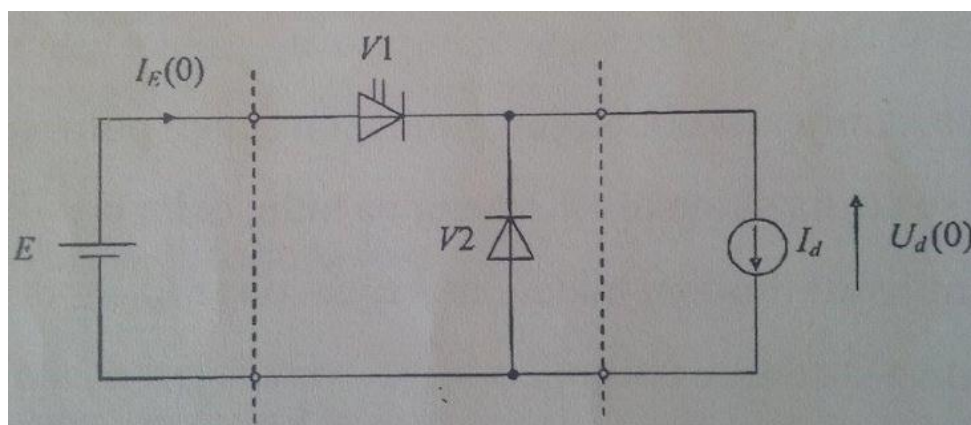 V1
I_E(0)
E
V2
I_d
U_d(0)